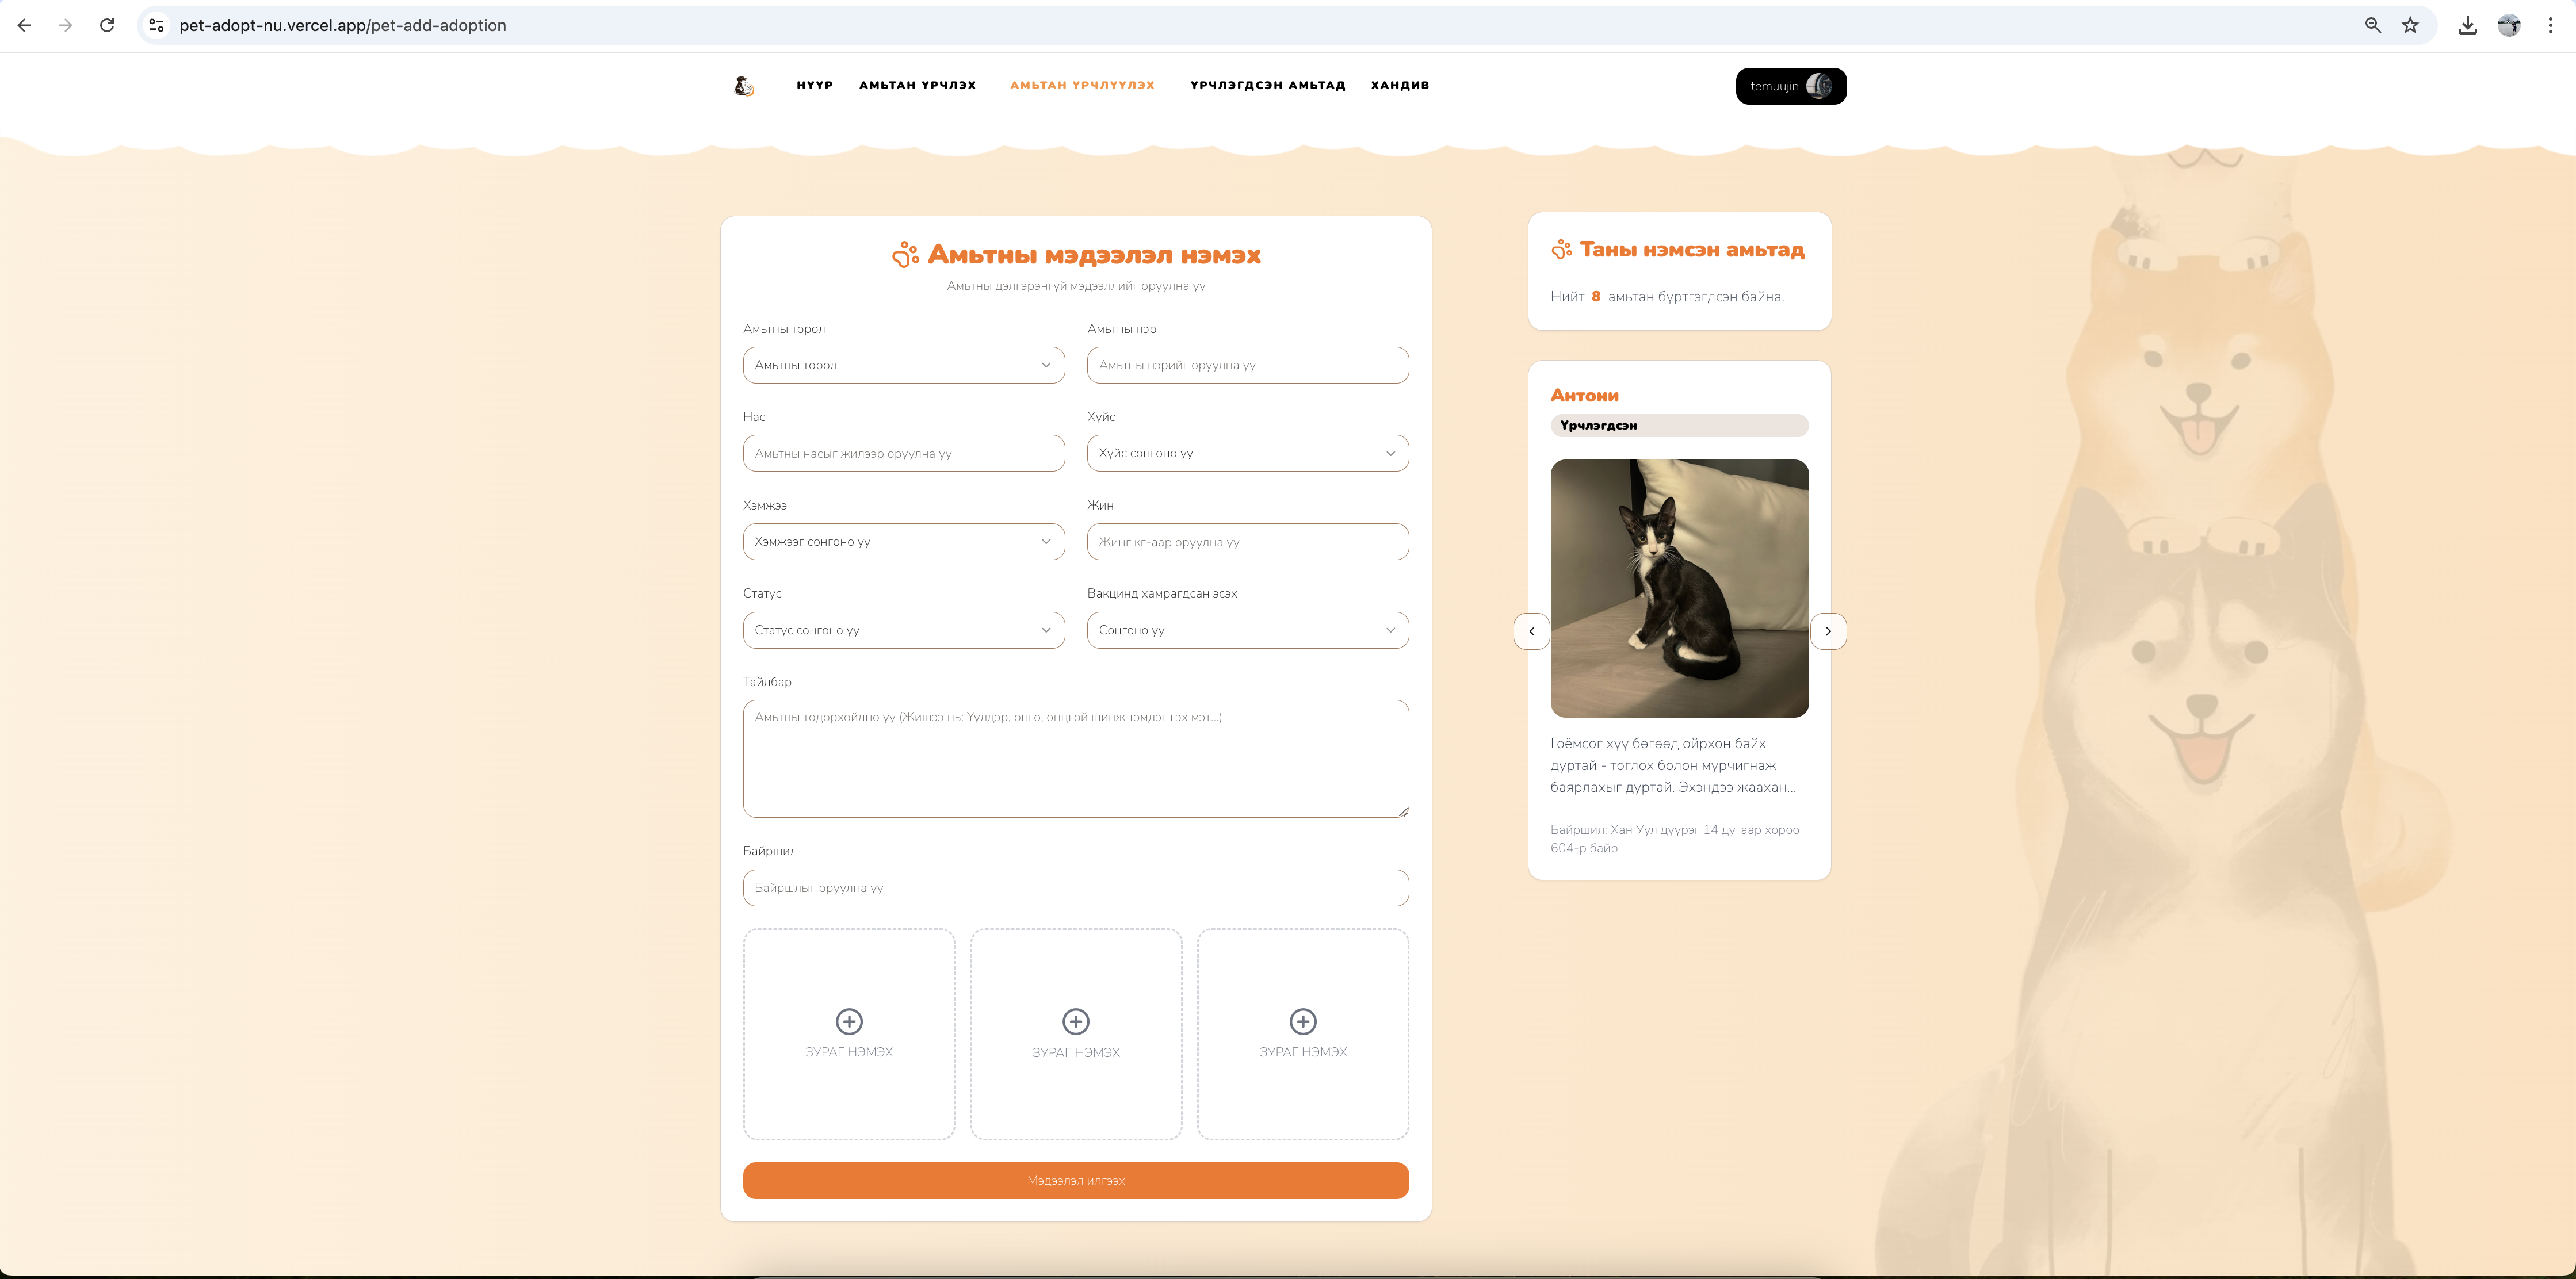 pet-adopt-nu.vercel.app/pet-add-adoption
НҮҮР АМЬТАН ҮРЧЛЭХ АМЬТАН ҮРЧЛҮҮЛЭХ ҮРЧЛЭГДСЭН АМЬТАД ХАНДИВ
temuujin
Амьтны мэдээлэл нэмэх
Амьтны дэлгэрэнгүй мэдээллийг оруулна уу
Амьтны төрөл
Амьтны төрөл
Амьтны нэр
Амьтны нэрийг оруулна уу
Нас
Амьтны насыг жилээр оруулна уу
Хүйс
Хүйс сонгоно уу
Хэмжээ
Хэмжээг сонгоно уу
Жин
Жинг кг-аар оруулна уу
Статус
Статус сонгоно уу
Вакцинд хамрагдсан эсэх
Сонгоно уу
Тайлбар
Амьтны тодорхойлно уу (Жишээ нь: Үүлдэр, өнгө, онцгой шинж тэмдэг гэх мэт...)
Байршил
Байршлыг оруулна уу
ЗУРАГ НЭМЭХ
ЗУРАГ НЭМЭХ
ЗУРАГ НЭМЭХ
Мэдээлэл илгээх
Таны нэмсэн амьтад
Нийт 8 амьтан бүртгэгдсэн байна.
Антони
Үрчлэгдсэн
Гоёмсог хүү бөгөөд ойрхон байх
дуртай - тоглох болон мурчигнаж
баярлахыг дуртай. Эхэндээ жаахан...
Байршил: Хан Уул дүүрэг 14 дугаар хороо
604-р байр